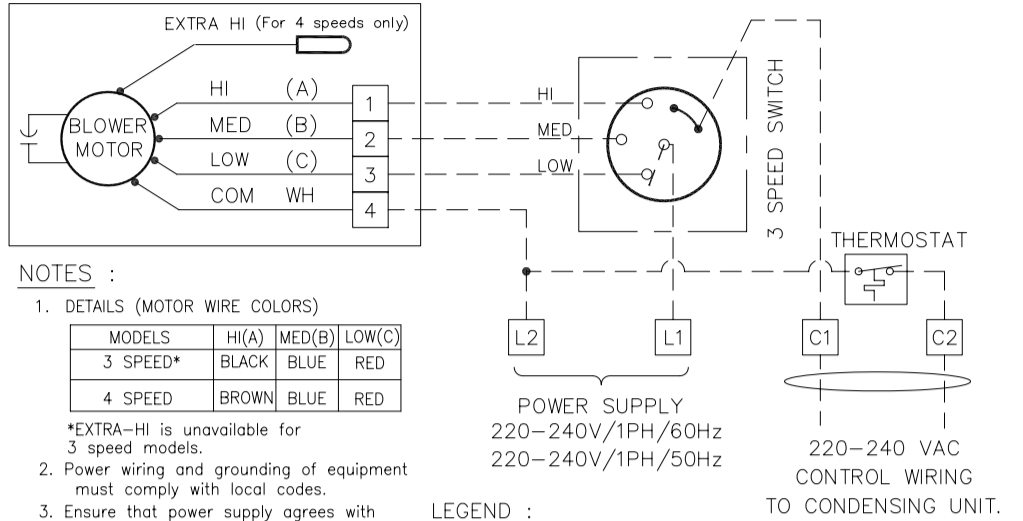 EXTRA HI (For 4 speeds only)
HI (A)
MED (B)
LOW (C)
COM WH
BLOWER
MOTOR
1
2
3
4
HI
MED
LOW
3 SPEED SWITCH
THERMOSTAT
L2
L1
C1
C2
POWER SUPPLY
220-240V/1PH/60Hz
220-240V/1PH/50Hz
220-240 VAC
CONTROL WIRING
TO CONDENSING UNIT.
NOTES :
1. DETAILS (MOTOR WIRE COLORS)
MODELS HI(A) MED(B) LOW(C)
3 SPEED* BLACK BLUE RED
4 SPEED BROWN BLUE RED
*EXTRA-HI is unavailable for
3 speed models.
2. Power wiring and grounding of equipment
must comply with local codes.
3. Ensure that power supply agrees with
LEGEND :